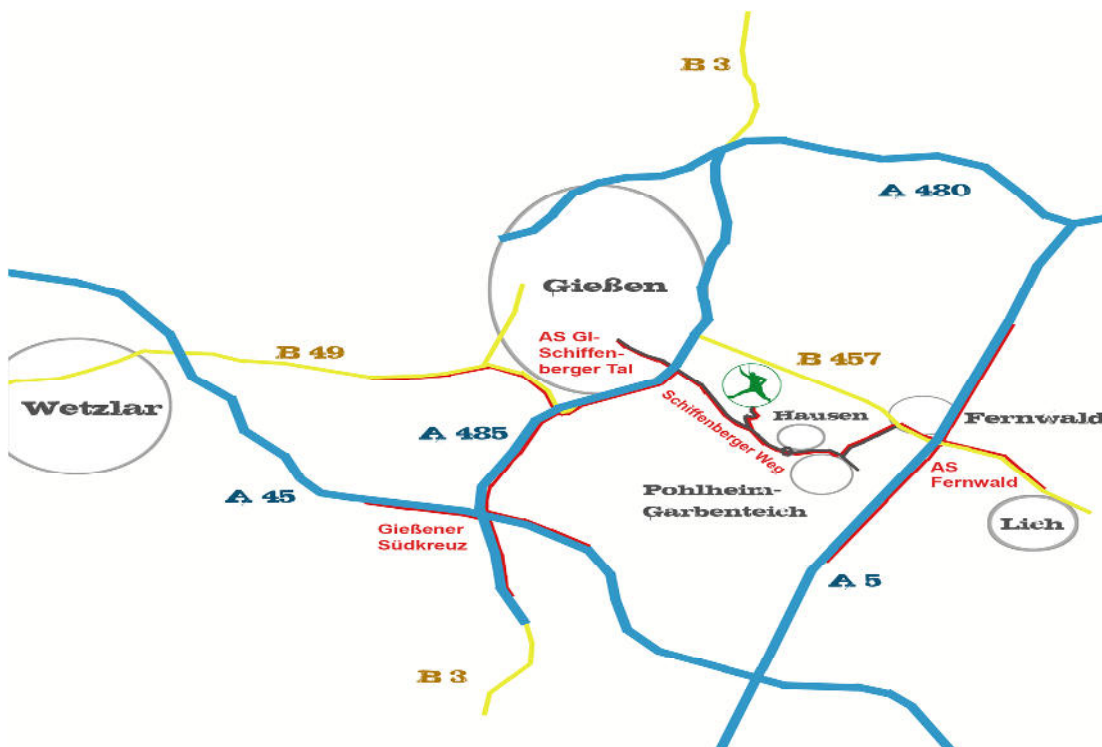 B 3
A 480
Gießen
AS GI-
Schiffen-
berger Tal
B 49
B 457
Wetzlar
Schiffenberger Weg
Hausen
Fernwald
A 485
AS
Fernwald
A 45
Pohlheim-
Garbenteich
Lich
Gießener
Südkreuz
A 5
B 3